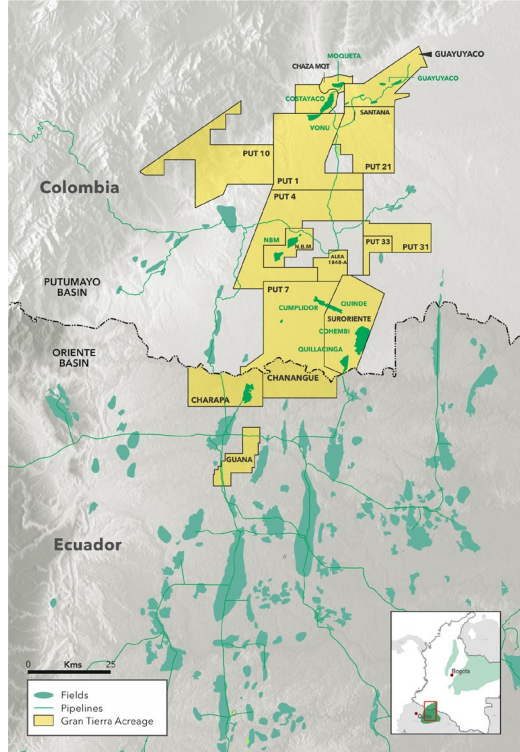 MOQUETA
GUAYUYACO
CHAZA MQT
GUAYUYACO
COSTAYACO
SANTANA
VONU
PUT 10
PUT 21
PUT 1
Colombia
PUT 4
NBM
N.B.M.
PUT 33
PUT 31
ALEA
1848-A
PUTUMAYO
BASIN
PUT 7
CUMPLIDOR
QUINDE
SURORIENTE
COHEMBI
ORIENTE
BASIN
QUILLACINGA
CHANANGUE
CHARAPA
GUANA
Ecuador
Bogota
0 Kms 25
Fields
Pipelines
Gran Tierra Acreage